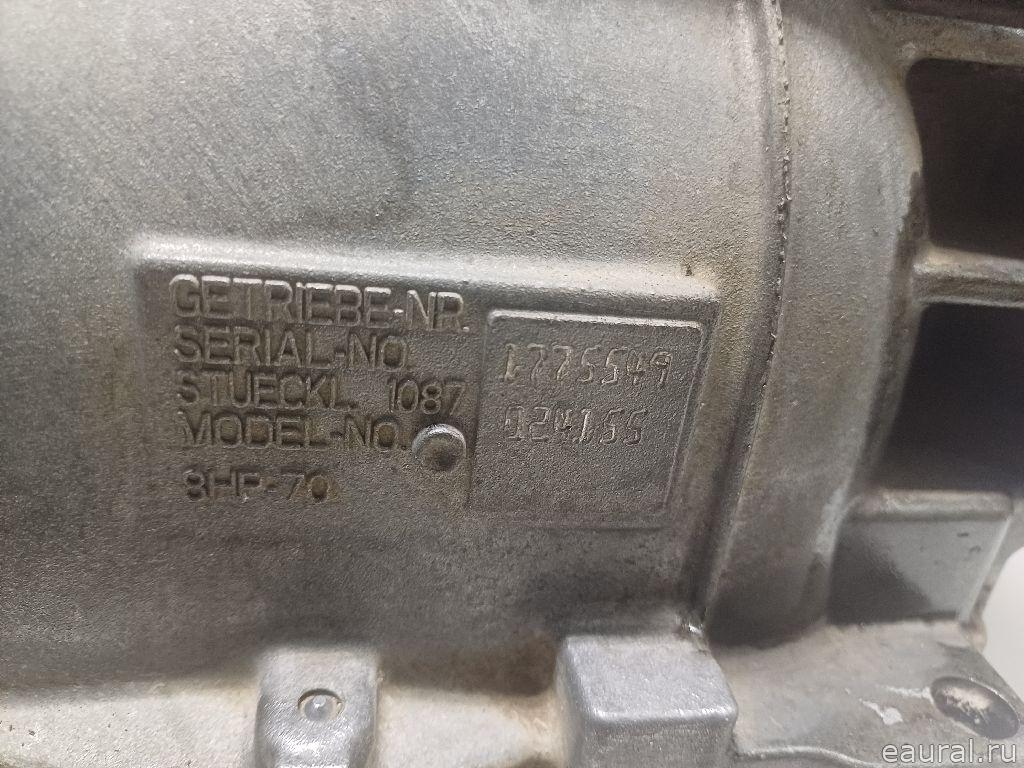 GETRIEBE-NR.
SERIAL-NO.
1775549
STUECKL. 1087
024155
MODEL-NO.
8HP-70
eaural.ru